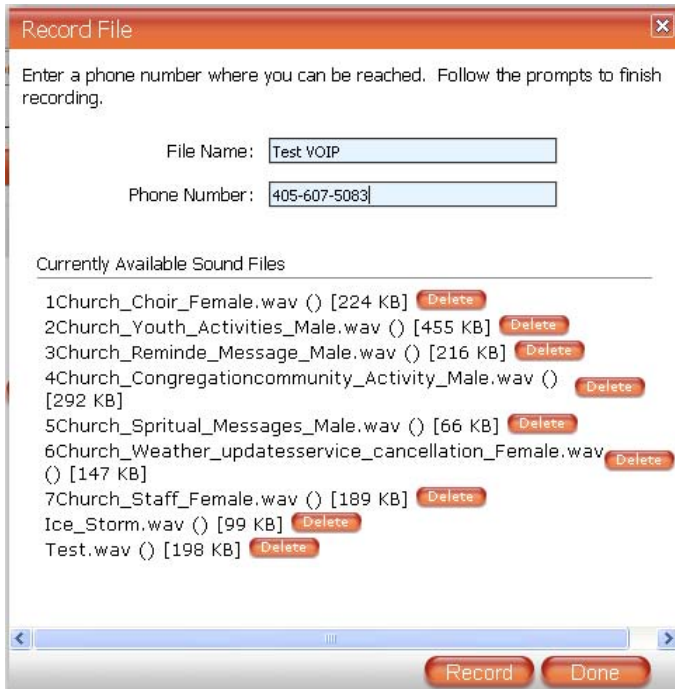 Record File
Enter a phone number where you can be reached. Follow the prompts to finish
recording.
File Name: Test VOIP
Phone Number: 405-607-5083
Currently Available Sound Files
1Church_Choir_Female.wav () [224 KB] Delete
2Church_Youth_Activities_Male.wav () [455 KB] Delete
3Church_Reminde_Message_Male.wav () [216 KB] Delete
4Church_Congregationcommunity_Activity_Male.wav () Delete
[292 KB]
5Church_Spritual_Messages_Male.wav () [66 KB] Delete
6Church_Weather_updatesservice_cancellation_Female.wav Delete
() [147 KB]
7Church_Staff_Female.wav () [189 KB] Delete
Ice_Storm.wav () [99 KB] Delete
Test.wav () [198 KB] Delete
Record Done